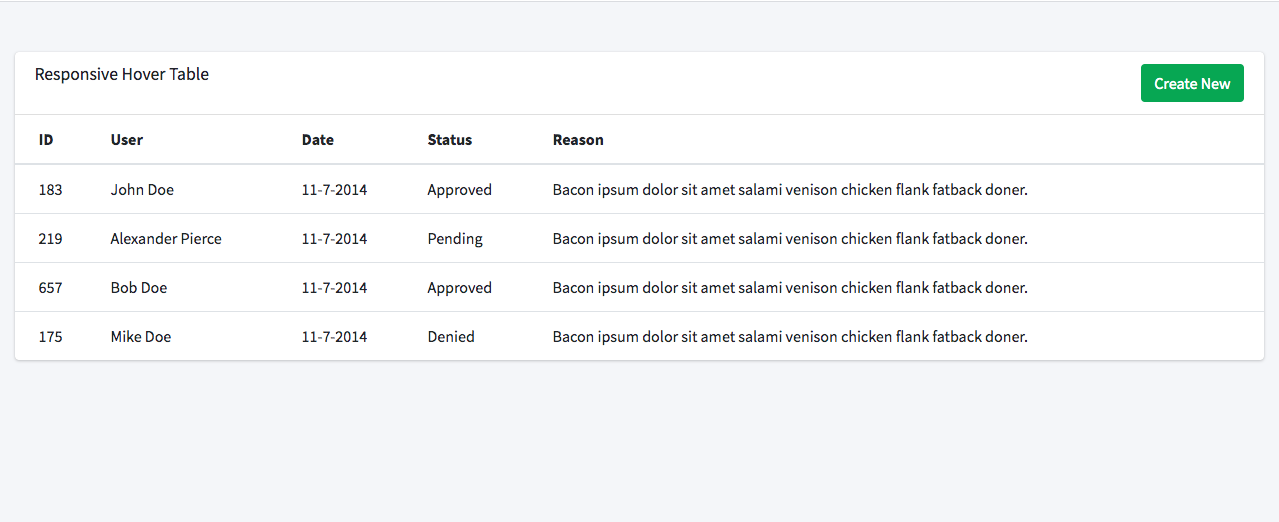 Responsive Hover Table
Create New
ID User Date Status Reason
183 John Doe 11-7-2014 Approved Bacon ipsum dolor sit amet salami venison chicken flank fatback doner.
219 Alexander Pierce 11-7-2014 Pending Bacon ipsum dolor sit amet salami venison chicken flank fatback doner.
657 Bob Doe 11-7-2014 Approved Bacon ipsum dolor sit amet salami venison chicken flank fatback doner.
175 Mike Doe 11-7-2014 Denied Bacon ipsum dolor sit amet salami venison chicken flank fatback doner.